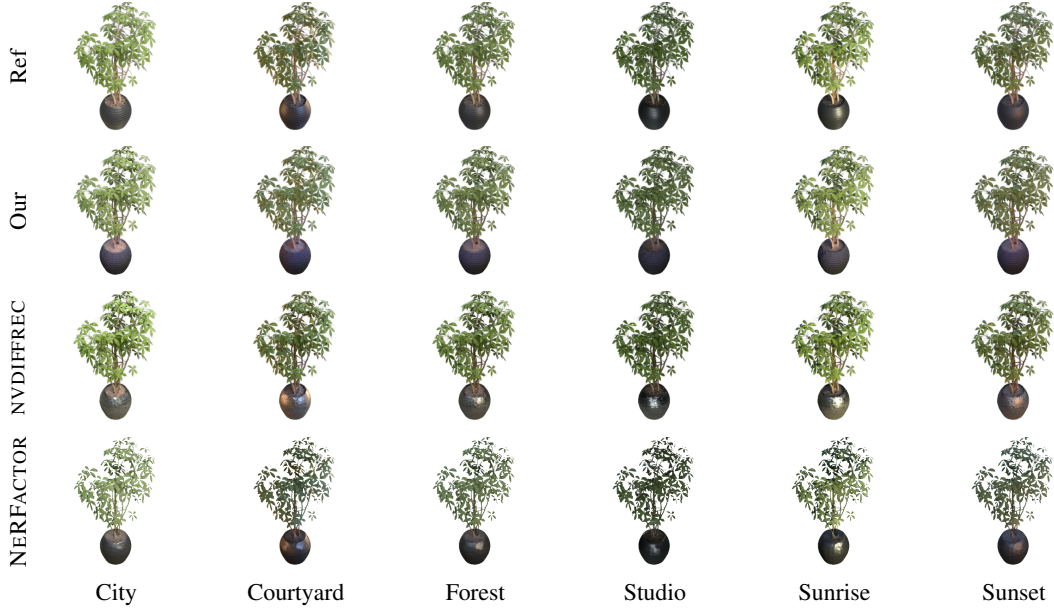 Ref
Our
NVDIFFREC
NERFACTOR
City Courtyard Forest Studio Sunrise Sunset